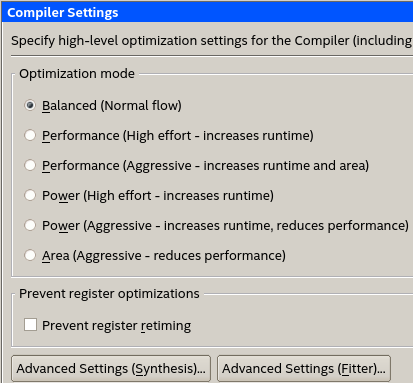 Compiler Settings
Specify high-level optimization settings for the Compiler (including
Optimization mode
Balanced (Normal flow)
Performance (High effort - increases runtime)
Performance (Aggressive - increases runtime and area)
Power (High effort - increases runtime)
Power (Aggressive - increases runtime, reduces performance)
Area (Aggressive - reduces performance)
Prevent register optimizations
Prevent register retiming
Advanced Settings (Synthesis)... Advanced Settings (Fitter)...